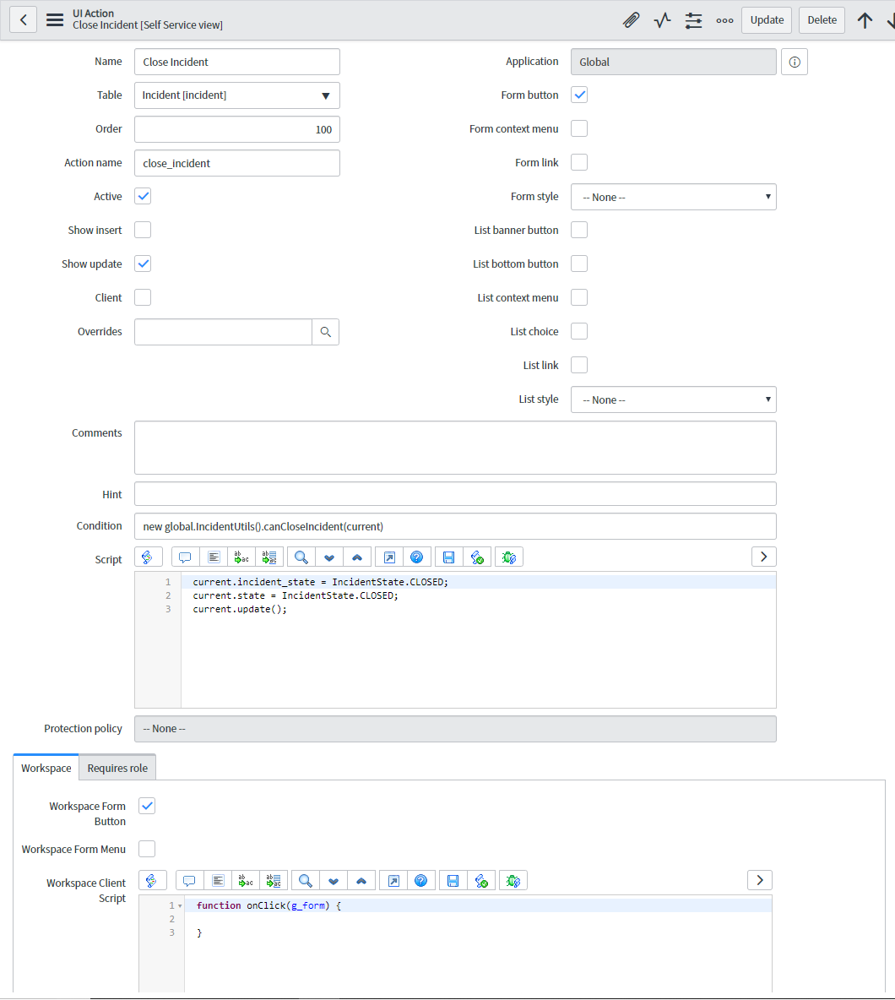 UI Action
Close Incident [Self Service view]
Update
Delete
Name
Close Incident
Application
Global
Table
Incident [incident]
Form button
Order
100
Form context menu
Action name
close_incident
Form link
Active
Form style
-- None --
Show insert
List banner button
Show update
List bottom button
Client
List context menu
Overrides
List choice
List link
List style
-- None --
Comments
Hint
Condition
new global.IncidentUtils().canCloseIncident(current)
Script
1 current.incident_state = IncidentState.CLOSED;
2 current.state = IncidentState.CLOSED;
3 current.update();
Protection policy
-- None --
Workspace
Requires role
Workspace Form
Button
Workspace Form Menu
Workspace Client
Script
1 function onClick(g_form) {
2
3 }